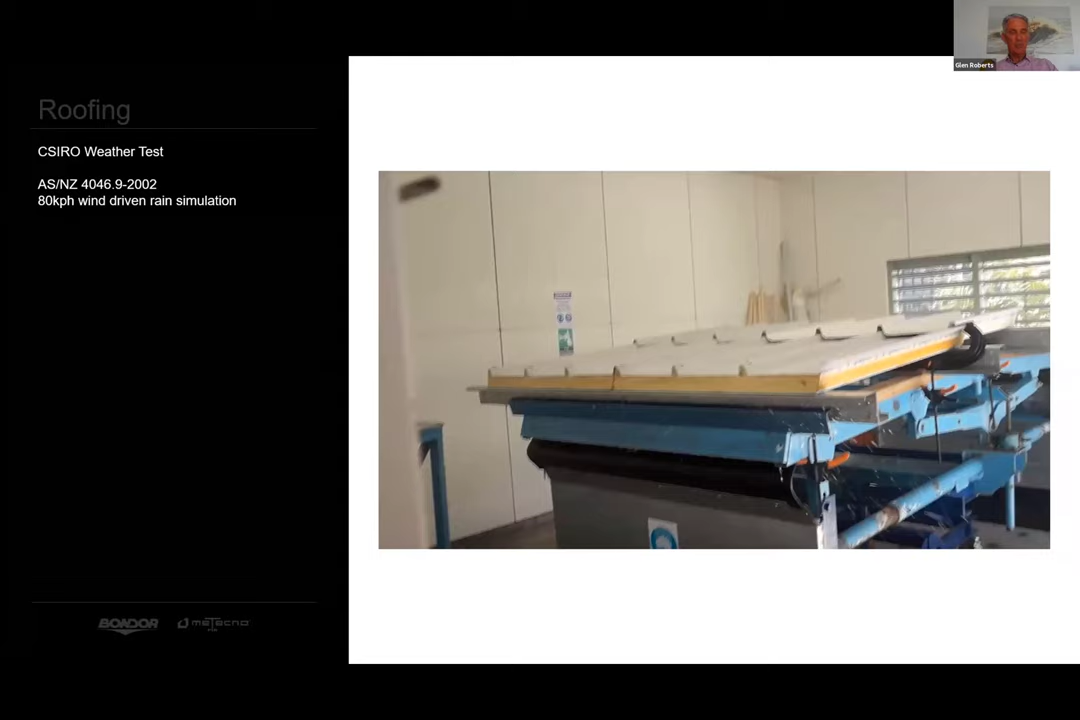 Glen Roberts
Roofing
CSIRO Weather Test
AS/NZ 4046.9-2002
80kph wind driven rain simulation
BONDOR
metecno